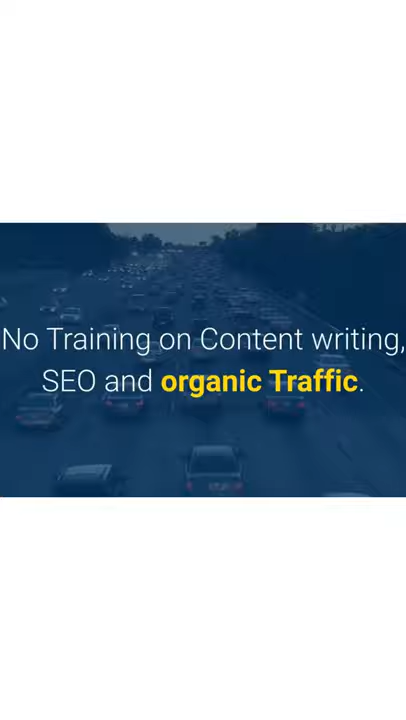 No Training on Content writing,
SEO and organic Traffic.